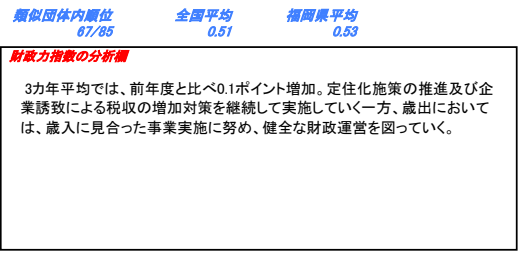 類似団体内順位 全国平均 福岡県平均
67/85 0.51 0.53
財政力指数の分析欄
3カ年平均では、前年度と比べ0.1ポイント増加。定住化施策の推進及び企
業誘致による税収の増加対策を継続して実施していく一方、歳出において
は、歳入に見合った事業実施に努め、健全な財政運営を図っていく。